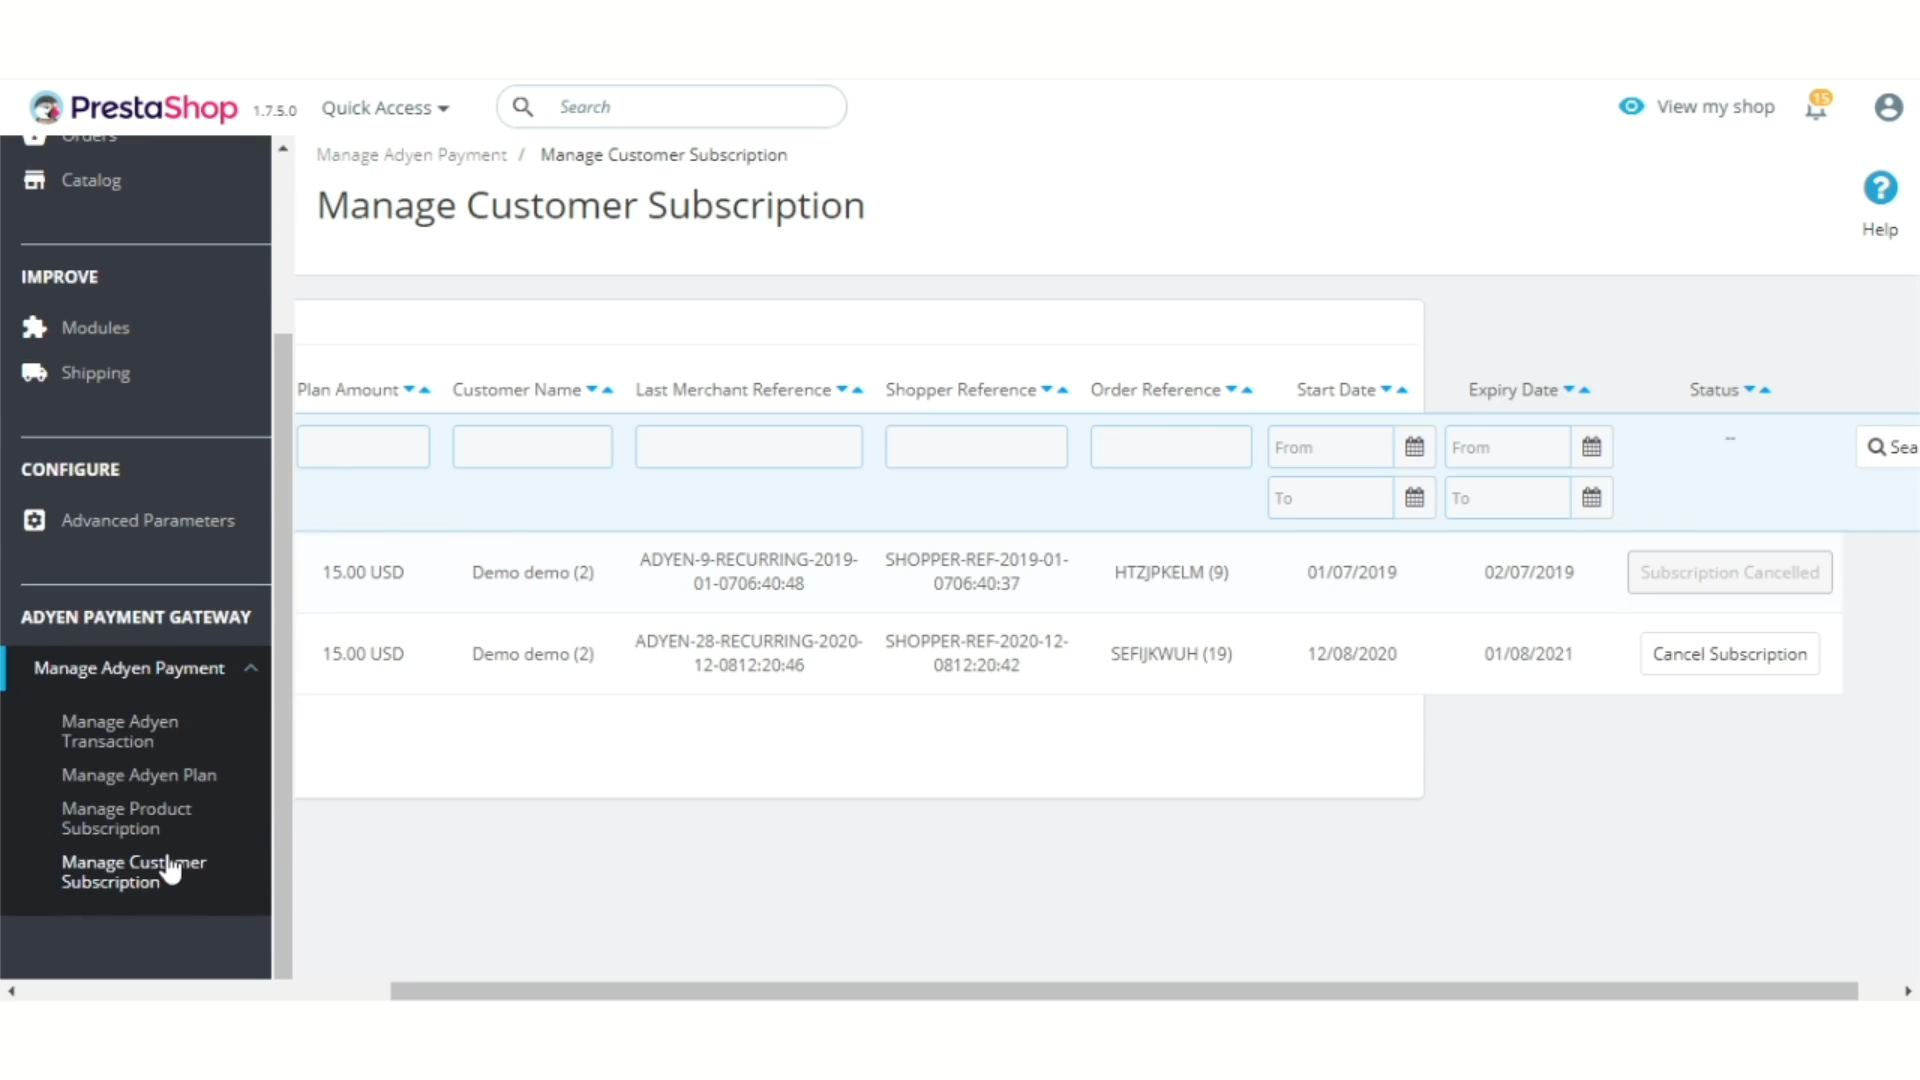 PrestaShop 1.7.5.0 Quick Access Search View my shop 15
Orders
Catalog
IMPROVE
Modules
Shipping
CONFIGURE
Advanced Parameters
ADYEN PAYMENT GATEWAY
Manage Adyen Payment
Manage Adyen
Transaction
Manage Adyen Plan
Manage Product
Subscription
Manage Customer
Subscription
Manage Adyen Payment / Manage Customer Subscription
Manage Customer Subscription
Help
Plan Amount Customer Name Last Merchant Reference Shopper Reference Order Reference Start Date Expiry Date Status
From From -- Sea
To To
15.00 USD Demo demo (2) ADYEN-9-RECURRING-2019-01-0706:40:48 SHOPPER-REF-2019-01-0706:40:37 HTZJPKELM (9) 01/07/2019 02/07/2019 Subscription Cancelled
15.00 USD Demo demo (2) ADYEN-28-RECURRING-2020-12-0812:20:46 SHOPPER-REF-2020-12-0812:20:42 SEFIJKWUH (19) 12/08/2020 01/08/2021 Cancel Subscription